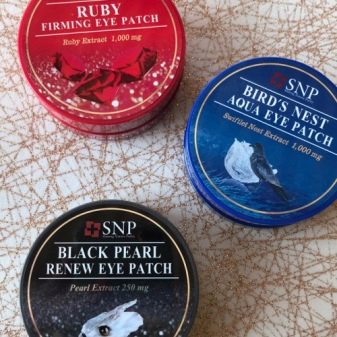 RUBY
FIRMING EYE PATCH
Ruby Extract 1,000 mg
SNP
BIRD'S NEST
AQUA EYE PATCH
Swiftlet Nest Extract 1,000 mg
SNP
BLACK PEARL
RENEW EYE PATCH
Pearl Extract 250 mg